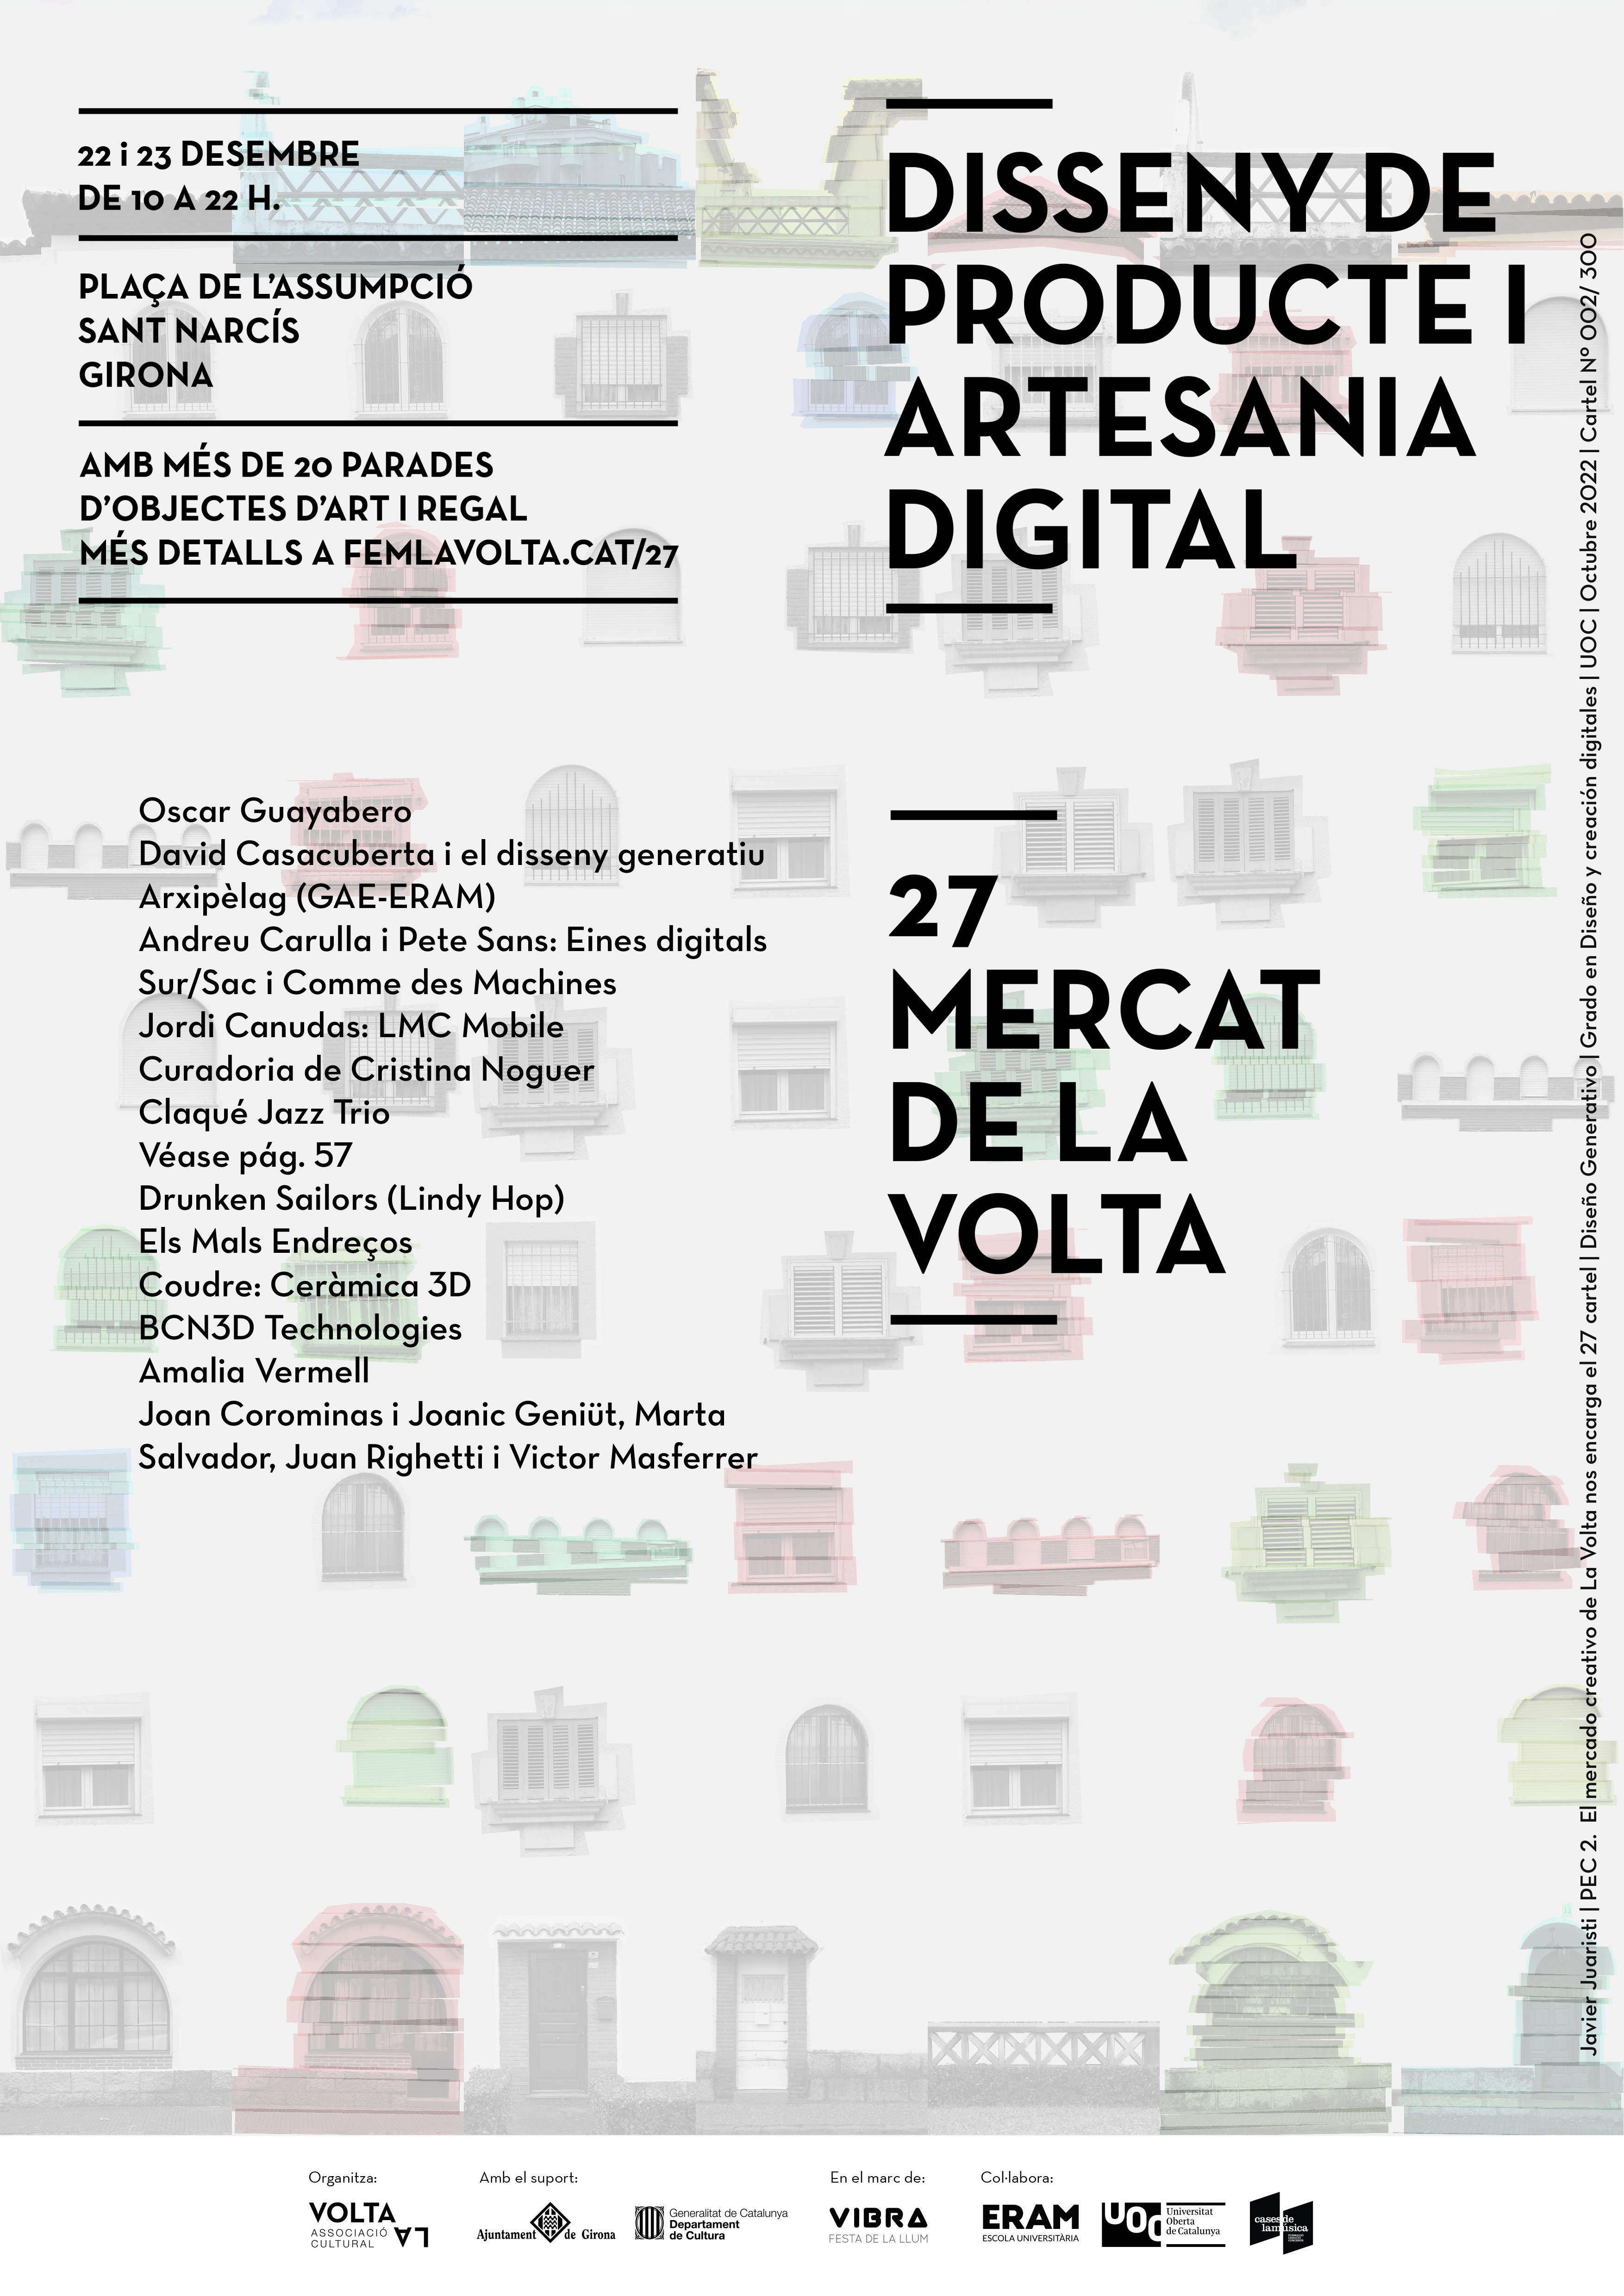 22 i 23 DESEMBRE
DE 10 A 22 H.
PLAÇA DE L'ASSUMPCIÓ
SANT NARCÍS
GIRONA
AMB MÉS DE 20 PARADES
D'OBJECTES D'ART I REGAL
MÉS DETALLS A FEMLAVOLTA.CAT/27
DISSENY DE
PRODUCTE I
ARTESANIA
DIGITAL
Oscar Guayabero
David Casacuberta i el disseny generatiu
Arxipèlag (GAE-ERAM)
Andreu Carulla i Pete Sans: Eines digitals
Sur/Sac i Comme des Machines
Jordi Canudas: LMC Mobile
Curadoria de Cristina Noguer
Claqué Jazz Trio
Véase pág. 57
Drunken Sailors (Lindy Hop)
Els Mals Endreços
Coudre: Ceràmica 3D
BCN3D Technologies
Amalia Vermell
Joan Corominas i Joanic Geniüt, Marta
Salvador, Juan Righetti i Victor Masferrer
27
MERCAT
DE LA
VOLTA
Javier Juaristi | PEC 2. El mercado creativo de La Volta nos encarga el 27 cartel | Diseño Generativo | Grado en Diseño y creación digitales | UOC | Octubre 2022 | Cartel Nº 002/ 300
Organitza:
VOLTA
ASSOCIACIÓ LA
CULTURAL
Amb el suport:
Ajuntament de Girona
Generalitat de Catalunya
Departament
de Cultura
En el marc de:
VIBRA
FESTA DE LA LLUM
Col·labora:
ERAM
ESCOLA UNIVERSITÀRIA
UOC
Universitat
Oberta
de Catalunya
cases de
la música